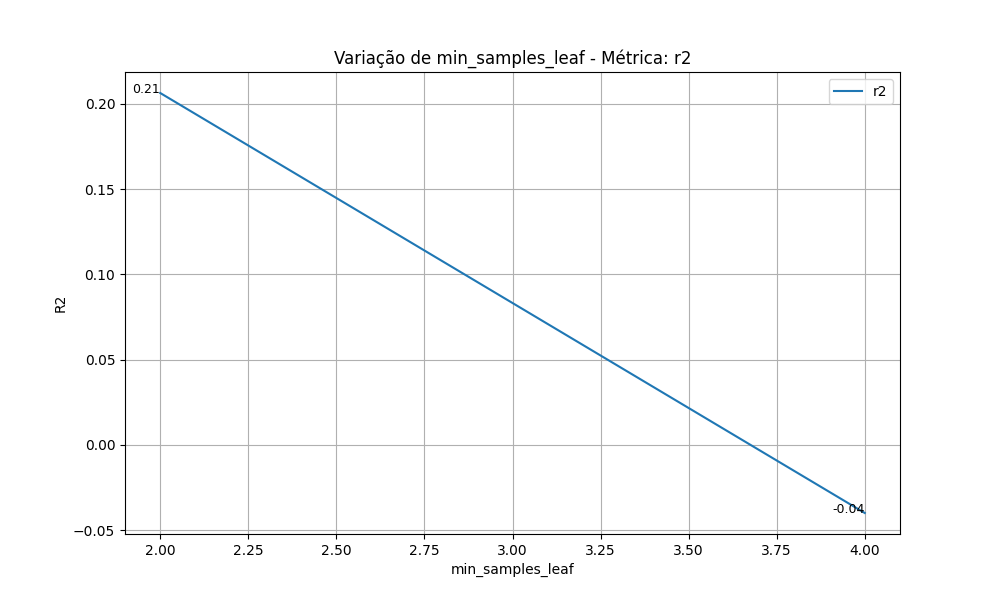 Variação de min_samples_leaf - Métrica: r2
r2
0.21
-0.04
0.20
0.15
0.10
0.05
0.00
−0.05
R2
2.00 2.25 2.50 2.75 3.00 3.25 3.50 3.75 4.00
min_samples_leaf